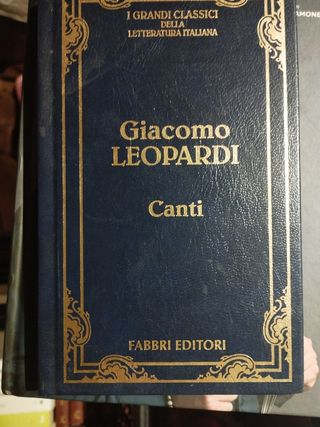 I GRANDI CLASSICI
DELLA
LETTERATURA ITALIANA
Giacomo
LEOPARDI
Canti
FABBRI EDITORI